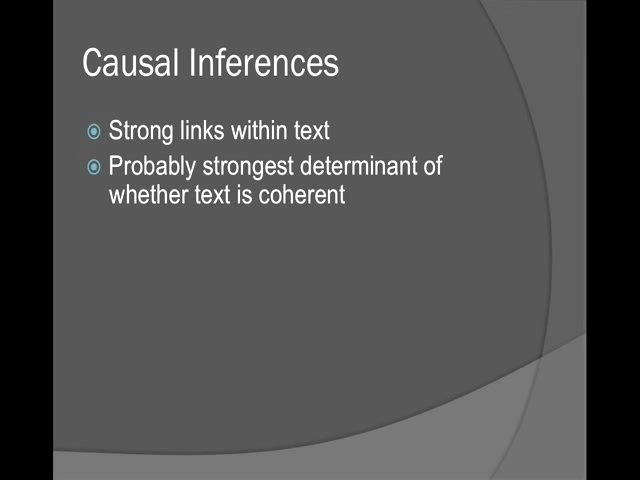 Causal Inferences
Strong links within text
Probably strongest determinant of
whether text is coherent